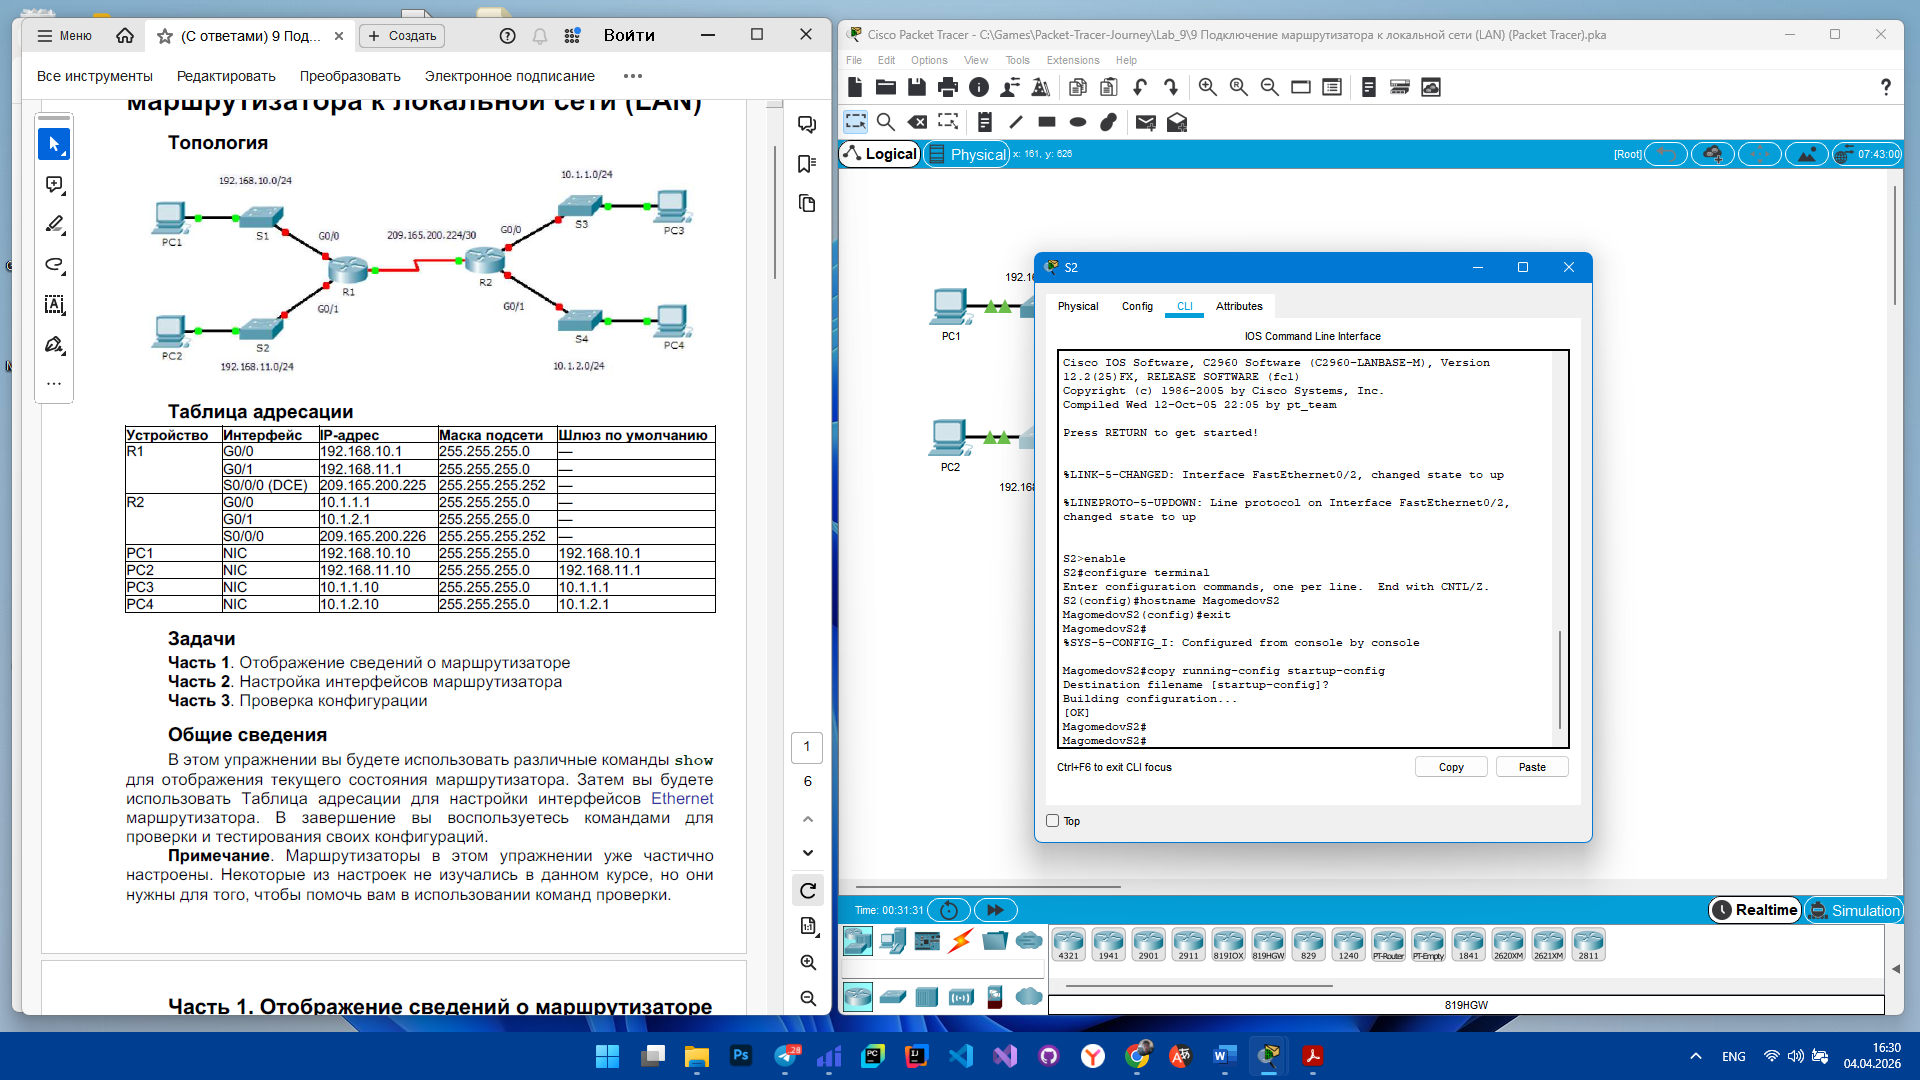 Меню
(С ответами) 9 Под...
Создать
Войти
Все инструменты
Редактировать
Преобразовать
Электронное подписание
маршрутизатора к локальной сети (LAN)
Топология
192.168.10.0/24
10.1.1.0/24
PC1
S1
G0/0
209.165.200.224/30
G0/0
S3
PC3
R1
R2
G0/1
G0/1
PC2
S2
S4
PC4
192.168.11.0/24
10.1.2.0/24
Таблица адресации
Устройство Интерфейс IP-адрес Маска подсети Шлюз по умолчанию
R1 G0/0 192.168.10.1 255.255.255.0 —
G0/1 192.168.11.1 255.255.255.0 —
S0/0/0 (DCE) 209.165.200.225 255.255.255.252 —
R2 G0/0 10.1.1.1 255.255.255.0 —
G0/1 10.1.2.1 255.255.255.0 —
S0/0/0 209.165.200.226 255.255.255.252 —
PC1 NIC 192.168.10.10 255.255.255.0 192.168.10.1
PC2 NIC 192.168.11.10 255.255.255.0 192.168.11.1
PC3 NIC 10.1.1.10 255.255.255.0 10.1.1.1
PC4 NIC 10.1.2.10 255.255.255.0 10.1.2.1
Задачи
Часть 1. Отображение сведений о маршрутизаторе
Часть 2. Настройка интерфейсов маршрутизатора
Часть 3. Проверка конфигурации
Общие сведения
В этом упражнении вы будете использовать различные команды show
для отображения текущего состояния маршрутизатора. Затем вы будете
использовать Таблица адресации для настройки интерфейсов Ethernet
маршрутизатора. В завершение вы воспользуетесь командами для
проверки и тестирования своих конфигураций.
Примечание. Маршрутизаторы в этом упражнении уже частично
настроены. Некоторые из настроек не изучались в данном курсе, но они
нужны для того, чтобы помочь вам в использовании команд проверки.
Часть 1. Отображение сведений о маршрутизаторе
1
6
1:1
Cisco Packet Tracer - C:\Games\Packet-Tracer-Journey\Lab_9\9 Подключение маршрутизатора к локальной сети (LAN) (Packet Tracer).pka
File Edit Options View Tools Extensions Help
Logical
Physical
x: 161, y: 626
[Root]
07:43:00
192.16
PC1
PC2
192.168
S2
Physical
Config
CLI
Attributes
IOS Command Line Interface
Cisco IOS Software, C2960 Software (C2960-LANBASE-M), Version
12.2(25)FX, RELEASE SOFTWARE (fc1)
Copyright (c) 1986-2005 by Cisco Systems, Inc.
Compiled Wed 12-Oct-05 22:05 by pt_team
Press RETURN to get started!
%LINK-5-CHANGED: Interface FastEthernet0/2, changed state to up
%LINEPROTO-5-UPDOWN: Line protocol on Interface FastEthernet0/2,
changed state to up
S2>enable
S2#configure terminal
Enter configuration commands, one per line.  End with CNTL/Z.
S2(config)#hostname MagomedovS2
MagomedovS2(config)#exit
MagomedovS2#
%SYS-5-CONFIG_I: Configured from console by console
MagomedovS2#copy running-config startup-config
Destination filename [startup-config]?
Building configuration...
[OK]
MagomedovS2#
MagomedovS2#
Ctrl+F6 to exit CLI focus
Copy
Paste
Top
Time: 00:31:31
Realtime
Simulation
4321 1941 2901 2911 819IOX 819HGW 829 1240 PT-Router PT-Empty 1841 2620XM 2621XM 2811
819HGW
Ps
28
PC
IJ
ENG
16:30
04.04.2026